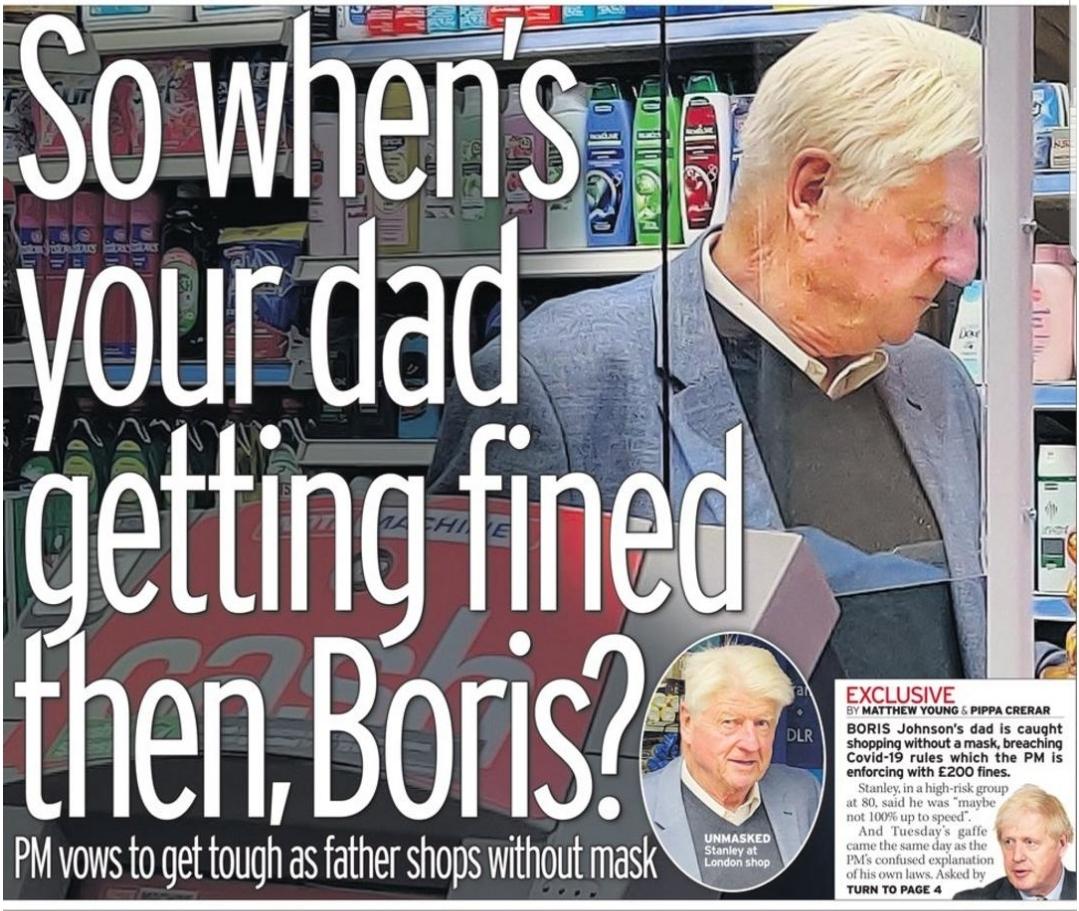 So when's
your dad
getting fined
then, Boris?
PM vows to get tough as father shops without mask
MACHINE
cash
DLR
UNMASKED
Stanley at
London shop
EXCLUSIVE
BY MATTHEW YOUNG & PIPPA CRERAR
BORIS Johnson's dad is caught
shopping without a mask, breaching
Covid-19 rules which the PM is
enforcing with £200 fines.
Stanley, in a high-risk group
at 80, said he was "maybe
not 100% up to speed".
And Tuesday's gaffe
came the same day as the
PM's confused explanation
of his own laws. Asked by
TURN TO PAGE 4